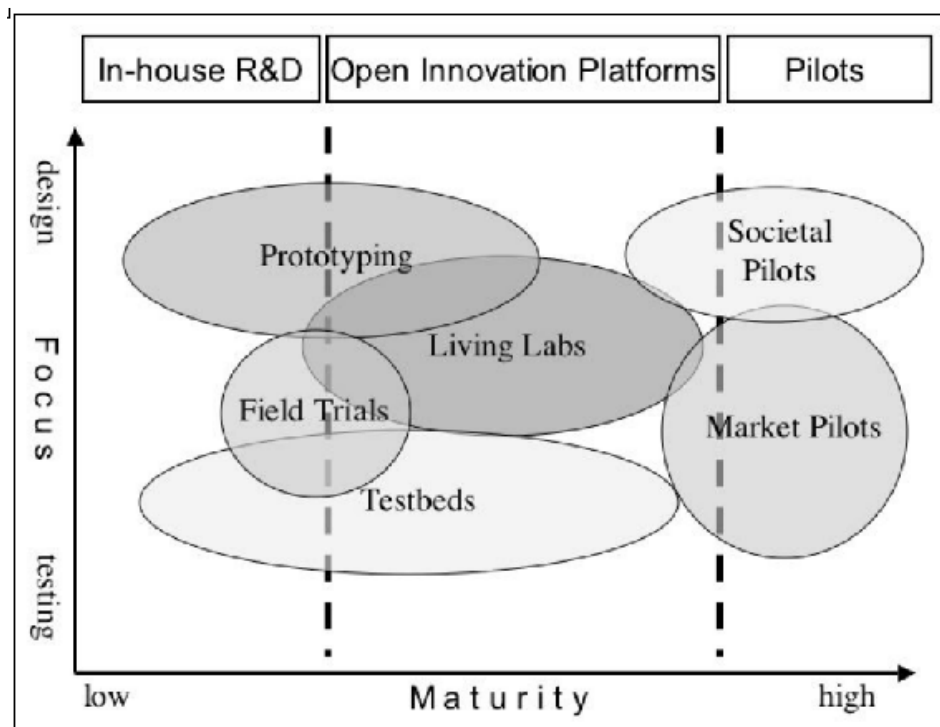 In-house R&D
Open Innovation Platforms
Pilots
design
Focus
testing
Prototyping
Societal
Pilots
Living Labs
Field Trials
Market Pilots
Testbeds
low
Maturity
high